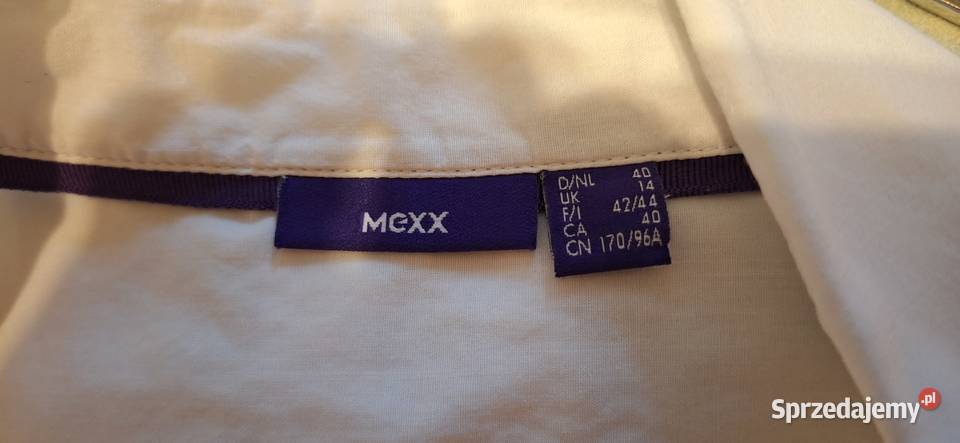 MEXX
D/NL 40
UK 14
F/I 42/44
CA 40
CN 170/96A
Sprzedajemy.pl